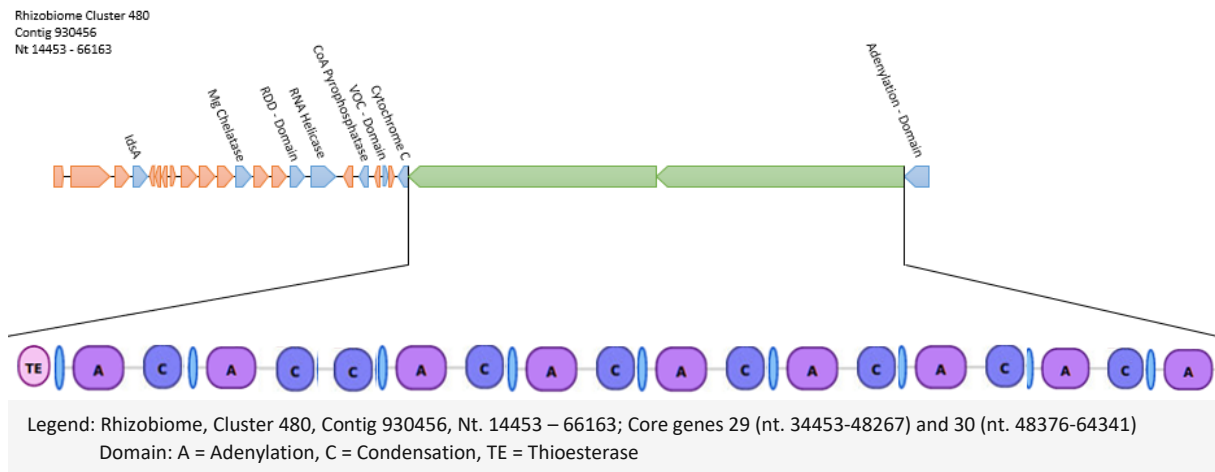 Rhizobiome Cluster 480
Contig 930456
Nt 14453 - 66163
IdsA
Mg Chelatase
RDD - Domain
RNA Helicase
CoA Pyrophosphatase
VOC - Domain
Cytochrome C
Adenylation - Domain
TE A C A C C A C A C A C A C A C A C A
Legend: Rhizobiome, Cluster 480, Contig 930456, Nt. 14453 – 66163; Core genes 29 (nt. 34453-48267) and 30 (nt. 48376-64341)
Domain: A = Adenylation, C = Condensation, TE = Thioesterase